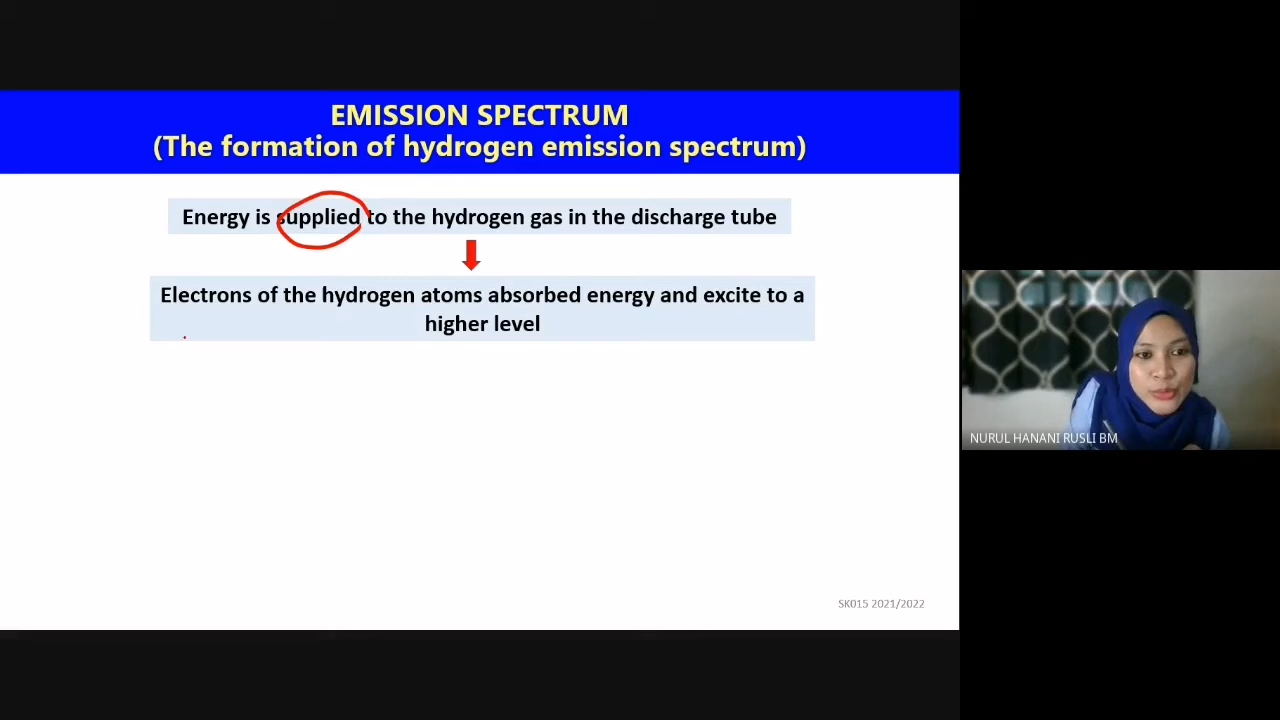 EMISSION SPECTRUM
(The formation of hydrogen emission spectrum)
Energy is supplied to the hydrogen gas in the discharge tube
Electrons of the hydrogen atoms absorbed energy and excite to a
higher level
NURUL HANANI RUSLI BM
SK015 2021/2022